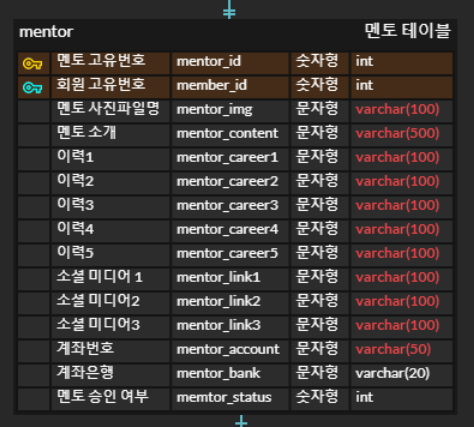 mentor 멘토 테이블
멘토 고유번호 mentor_id 숫자형 int
회원 고유번호 member_id 숫자형 int
멘토 사진파일명 mentor_img 문자형 varchar(100)
멘토 소개 mentor_content 문자형 varchar(500)
이력1 mentor_career1 문자형 varchar(100)
이력2 mentor_career2 문자형 varchar(100)
이력3 mentor_career3 문자형 varchar(100)
이력4 mentor_career4 문자형 varchar(100)
이력5 mentor_career5 문자형 varchar(100)
소셜 미디어 1 mentor_link1 문자형 varchar(100)
소셜 미디어2 mentor_link2 문자형 varchar(100)
소셜 미디어3 mentor_link3 문자형 varchar(100)
계좌번호 mentor_account 문자형 varchar(50)
계좌은행 mentor_bank 문자형 varchar(20)
멘토 승인 여부 memtor_status 숫자형 int